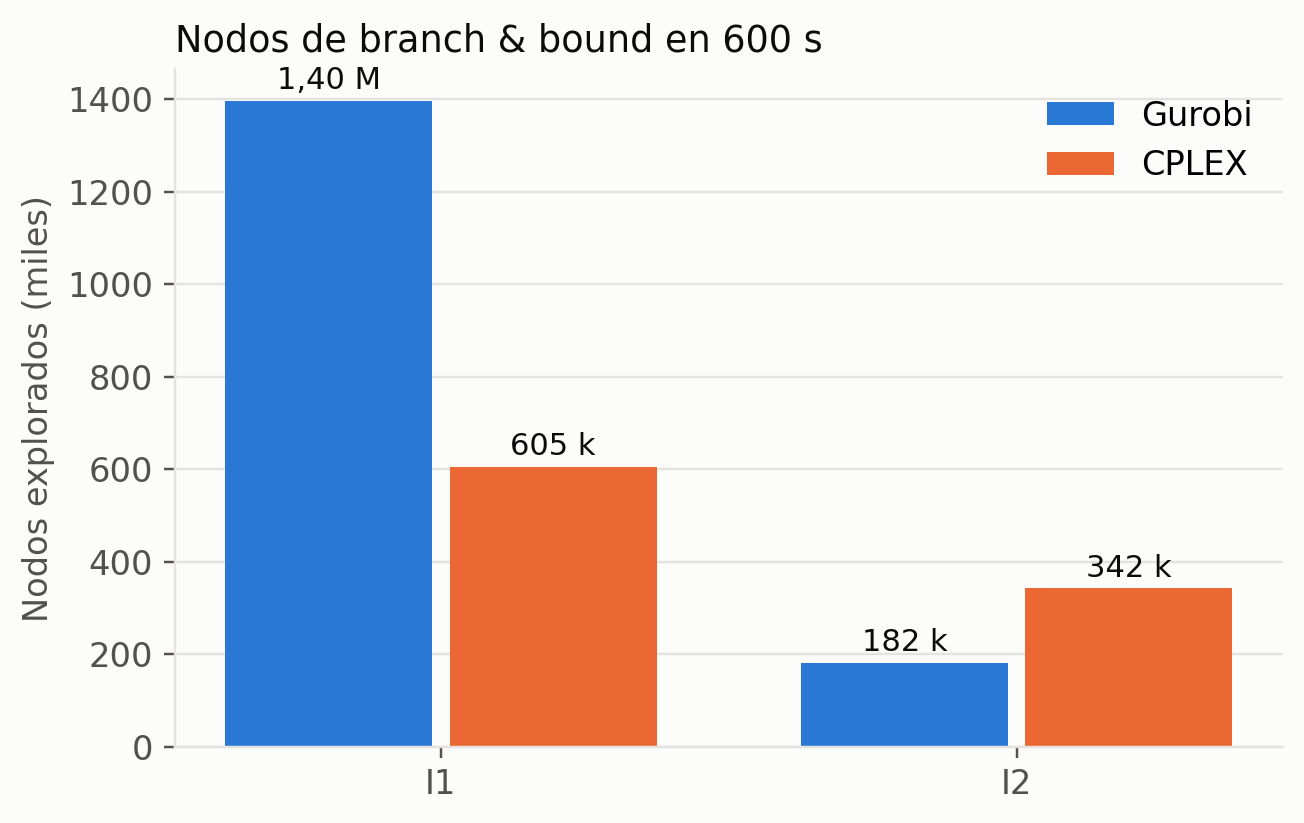 Nodos de branch & bound en 600 s
1,40 M
1400
Gurobi
CPLEX
1200
1000
800
605 k
600
400
342 k
200
182 k
0
Nodos explorados (miles)
I1
I2